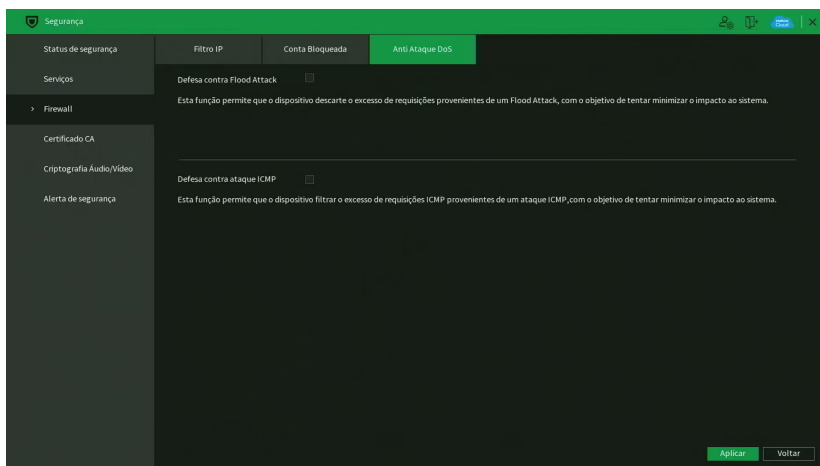 Segurança
Cloud
Status de segurança
Filtro IP
Conta Bloqueada
Anti Ataque DoS
Serviços
Defesa contra Flood Attack
Firewall
Esta função permite que o dispositivo descarte o excesso de requisições provenientes de um Flood Attack, com o objetivo de tentar minimizar o impacto ao sistema.
Certificado CA
Criptografia Áudio/Vídeo
Defesa contra ataque ICMP
Alerta de segurança
Esta função permite que o dispositivo filtrar o excesso de requisições ICMP provenientes de um ataque ICMP,com o objetivo de tentar minimizar o impacto ao sistema.
Aplicar
Voltar